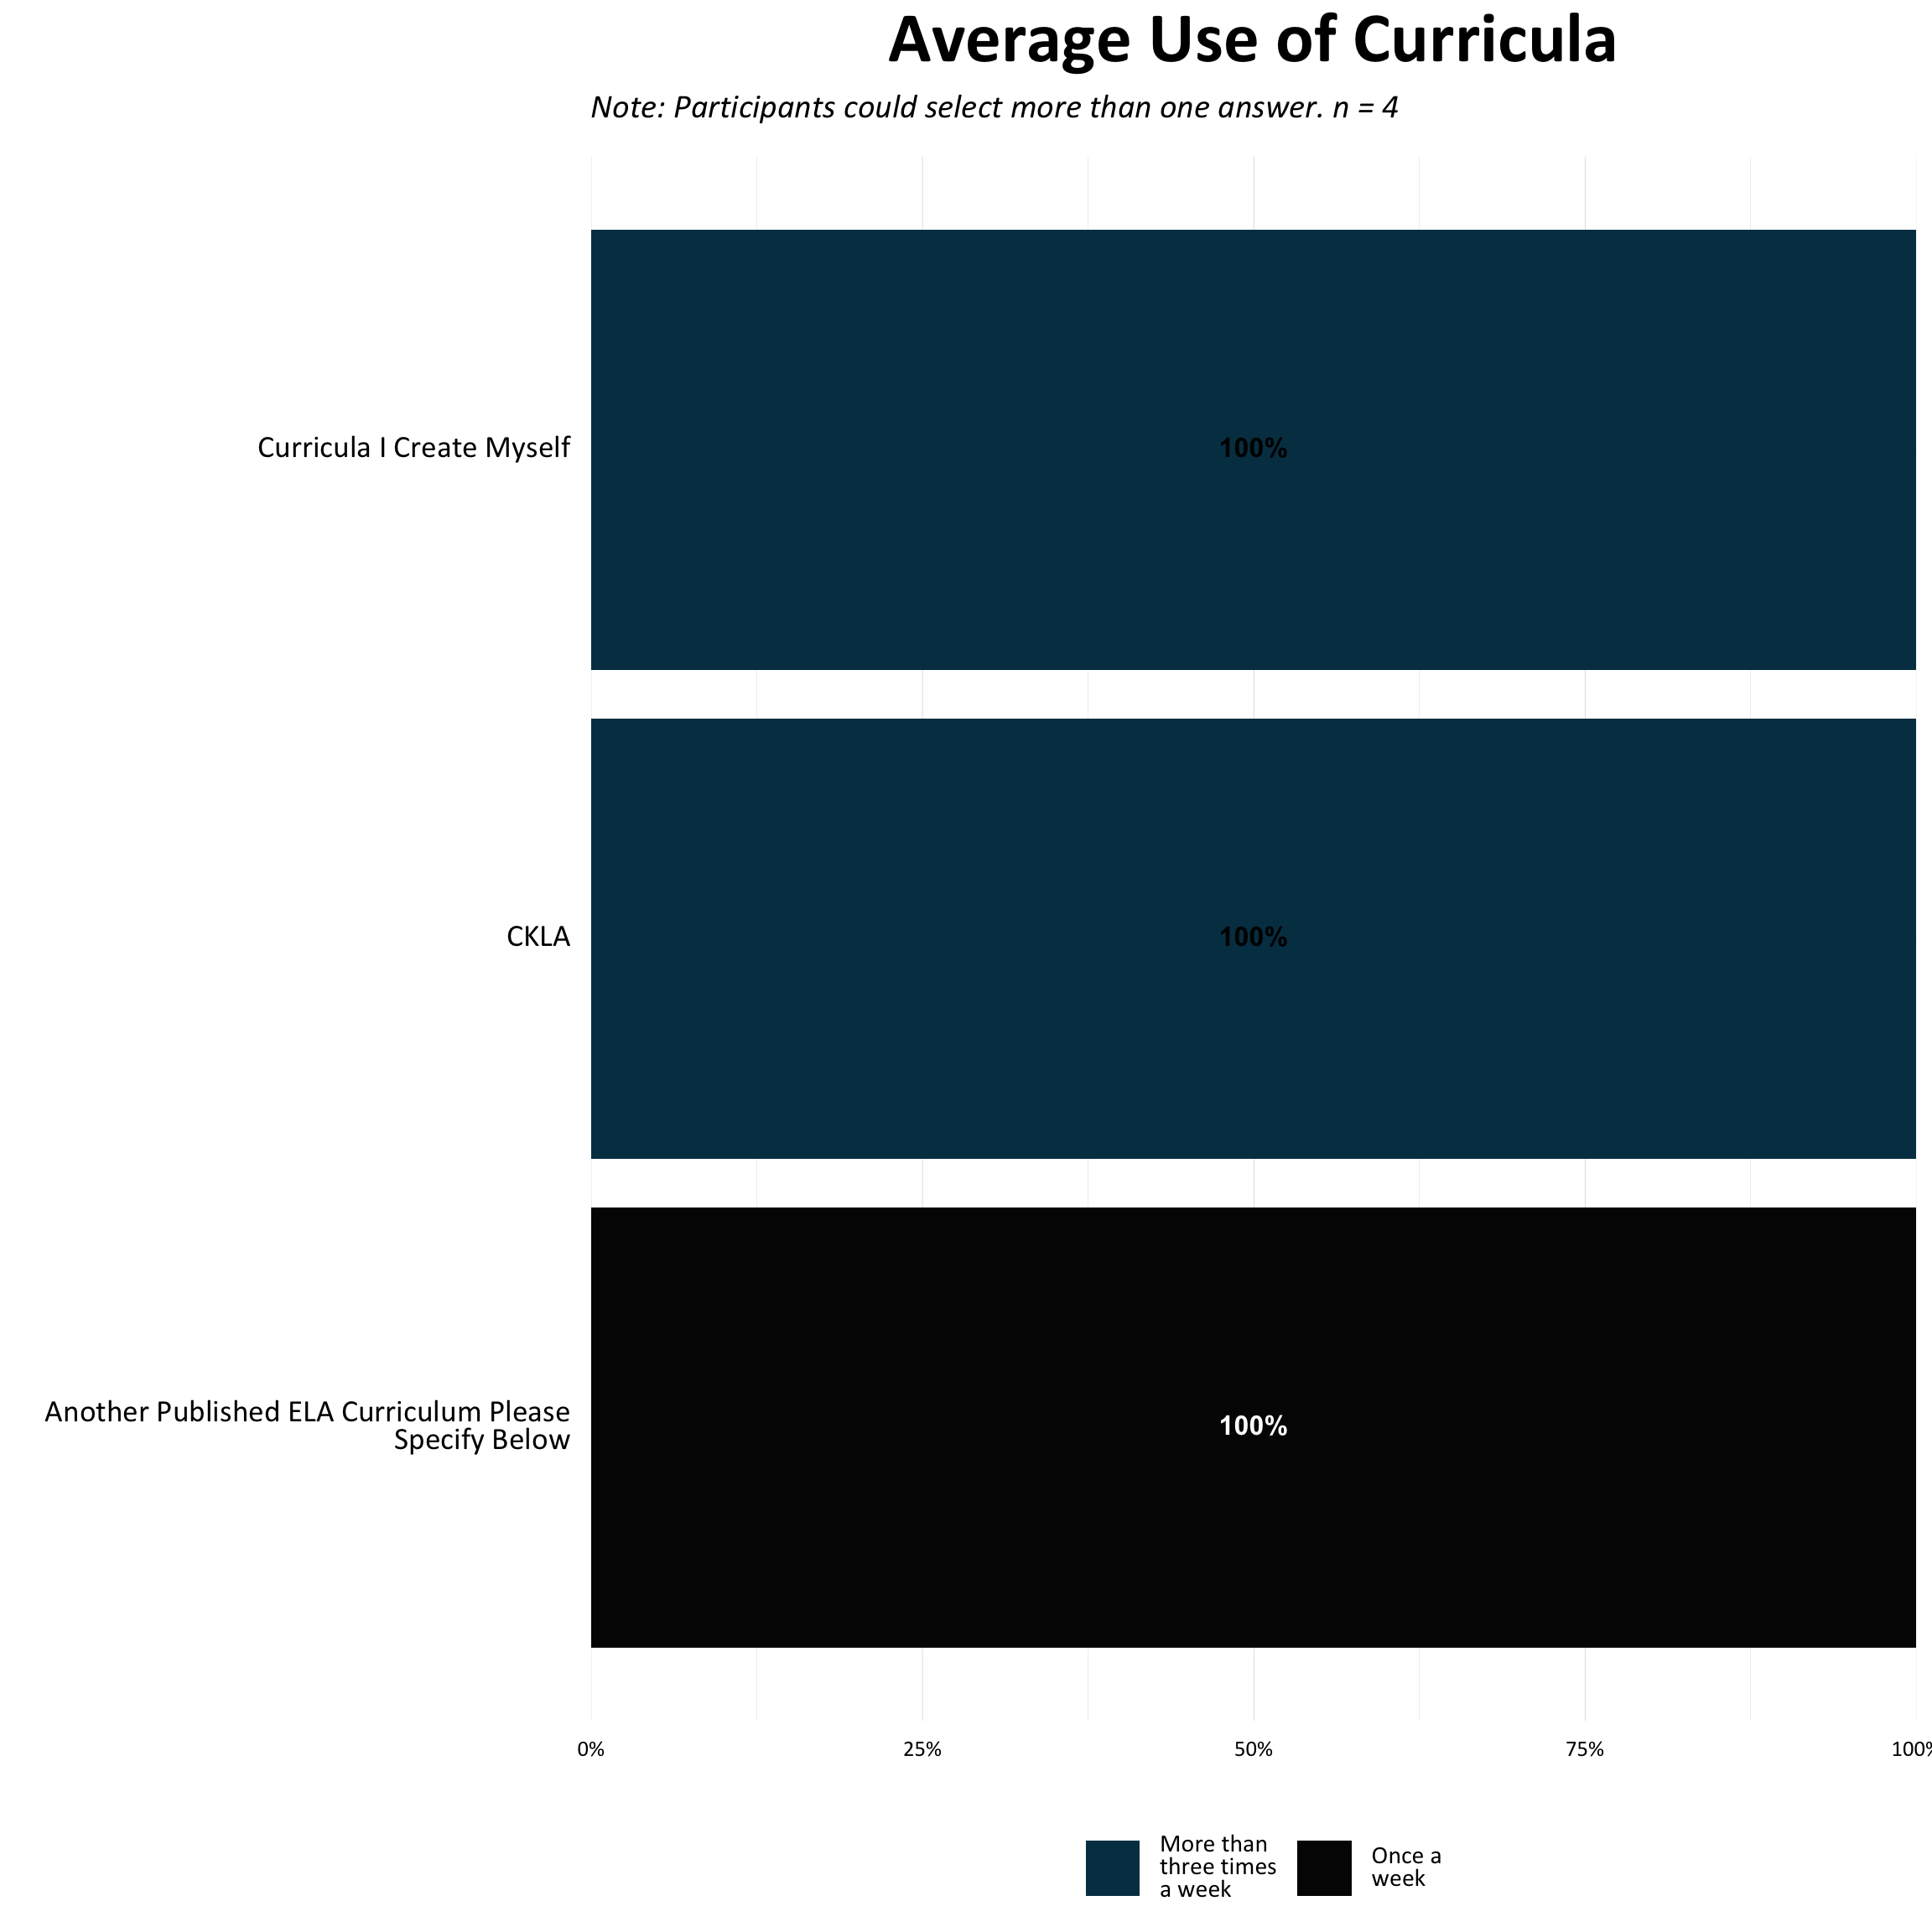 Average Use of Curricula
Note: Participants could select more than one answer. n = 4
Curricula I Create Myself
100%
CKLA
100%
Another Published ELA Curriculum Please
Specify Below
100%
0%
25%
50%
75%
100%
More than
three times
a week
Once a
week